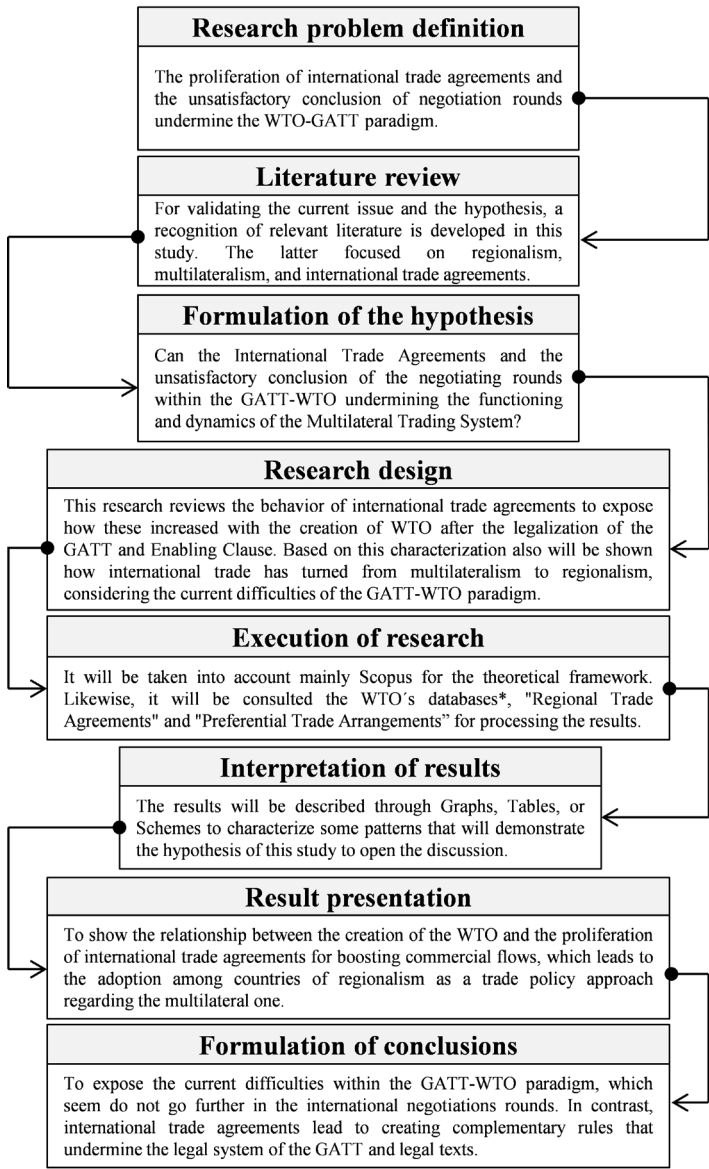 Research problem definition
The proliferation of international trade agreements and
the unsatisfactory conclusion of negotiation rounds
undermine the WTO-GATT paradigm.
Literature review
For validating the current issue and the hypothesis, a
recognition of relevant literature is developed in this
study. The latter focused on regionalism,
multilateralism, and international trade agreements.
Formulation of the hypothesis
Can the International Trade Agreements and the
unsatisfactory conclusion of the negotiating rounds
within the GATT-WTO undermining the functioning
and dynamics of the Multilateral Trading System?
Research design
This research reviews the behavior of international trade agreements to expose
how these increased with the creation of WTO after the legalization of the
GATT and Enabling Clause. Based on this characterization also will be shown
how international trade has turned from multilateralism to regionalism,
considering the current difficulties of the GATT-WTO paradigm.
Execution of research
It will be taken into account mainly Scopus for the theoretical framework.
Likewise, it will be consulted the WTO´s databases*, "Regional Trade
Agreements" and "Preferential Trade Arrangements” for processing the results.
Interpretation of results
The results will be described through Graphs, Tables, or
Schemes to characterize some patterns that will demonstrate
the hypothesis of this study to open the discussion.
Result presentation
To show the relationship between the creation of the WTO and the proliferation
of international trade agreements for boosting commercial flows, which leads to
the adoption among countries of regionalism as a trade policy approach
regarding the multilateral one.
Formulation of conclusions
To expose the current difficulties within the GATT-WTO paradigm, which
seem do not go further in the international negotiations rounds. In contrast,
international trade agreements lead to creating complementary rules that
undermine the legal system of the GATT and legal texts.